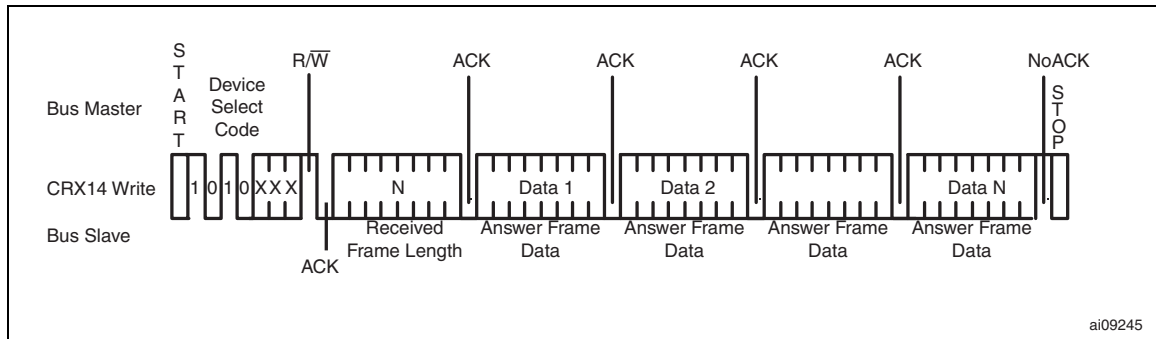 START
Device
Select
Code
R/W̅
ACK
ACK
ACK
ACK
NoACK
STOP
Bus Master
CRX14 Write
1 0 1 0 X X X
N
Data 1
Data 2
Data N
Bus Slave
ACK
Received
Frame Length
Answer Frame
Data
Answer Frame
Data
Answer Frame
Data
Answer Frame
Data
ai09245